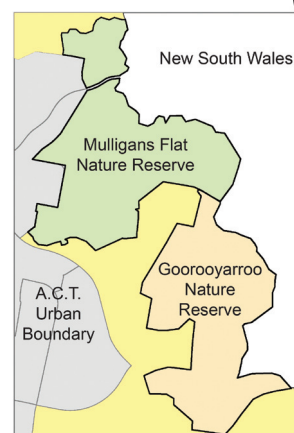 New South Wales
Mulligans Flat
Nature Reserve
Goorooyarroo
Nature
Reserve
A.C.T.
Urban
Boundary